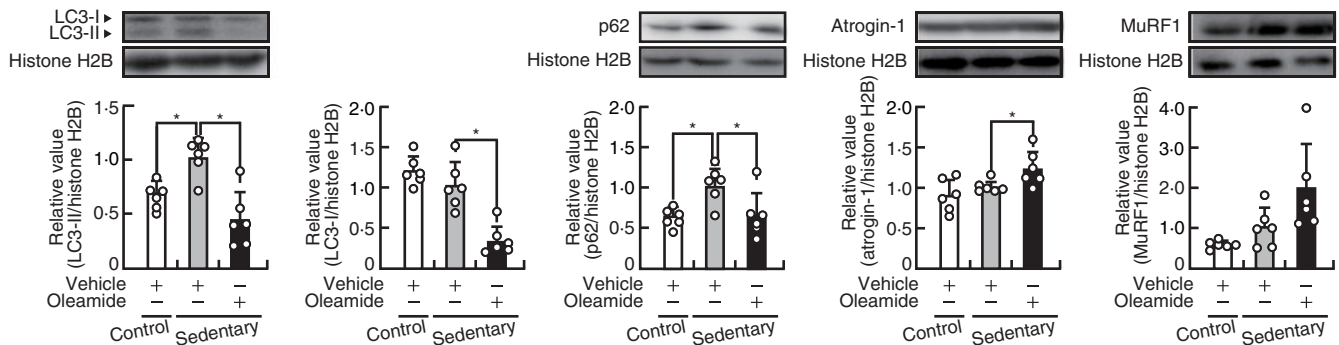 LC3-I
LC3-II
Histone H2B
Relative value
(LC3-II/histone H2B)
1·5
1·0
0·5
0
*
*
Vehicle + + −
Oleamide − − +
Control Sedentary
Relative value
(LC3-I/histone H2B)
2·0
1·5
1·0
0·5
0
*
Vehicle + + −
Oleamide − − +
Control Sedentary
p62
Histone H2B
Relative value
(p62/histone H2B)
2·0
1·5
1·0
0·5
0
*
*
Vehicle + + −
Oleamide − − +
Control Sedentary
Atrogin-1
Histone H2B
Relative value
(atrogin-1/histone H2B)
2·0
1·5
1·0
0·5
0
*
Vehicle + + −
Oleamide − − +
Control Sedentary
MuRF1
Histone H2B
Relative value
(MuRF1/histone H2B)
4·0
3·0
2·0
1·0
0
Vehicle + + −
Oleamide − − +
Control Sedentary